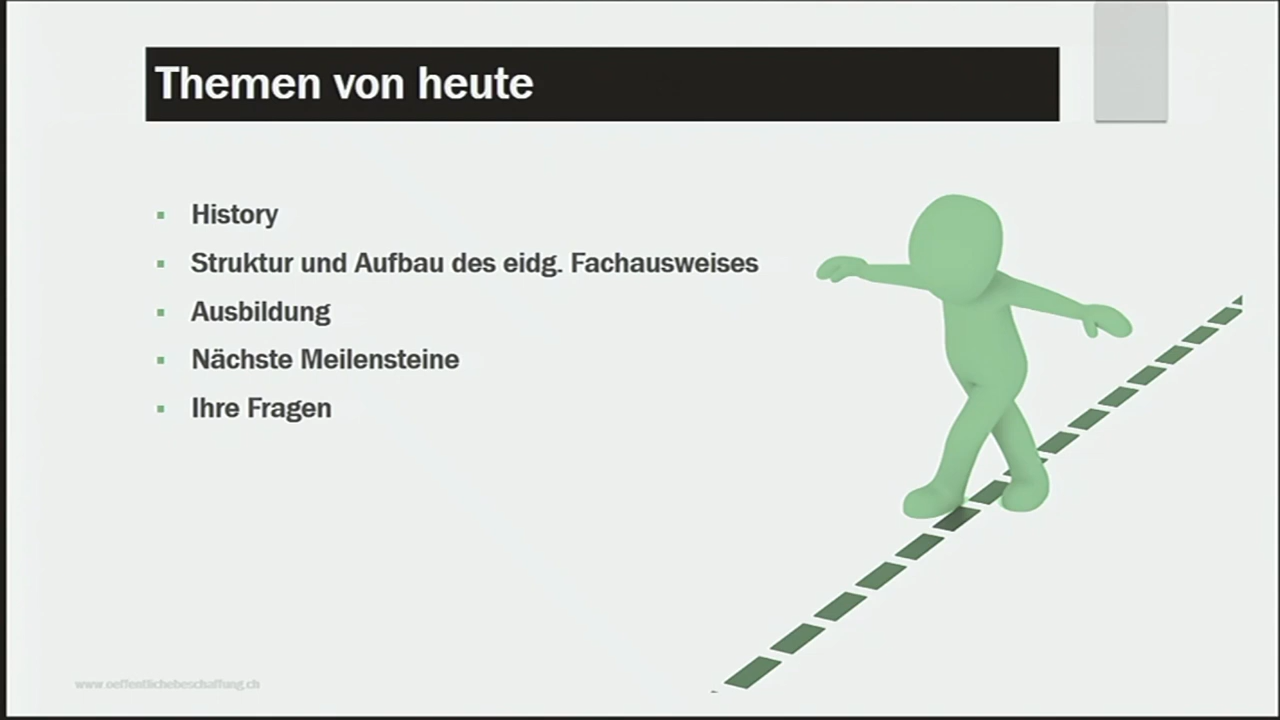 Themen von heute
History
Struktur und Aufbau des eidg. Fachausweises
Ausbildung
Nächste Meilensteine
Ihre Fragen
www.oeffentlichebeschaffung.ch